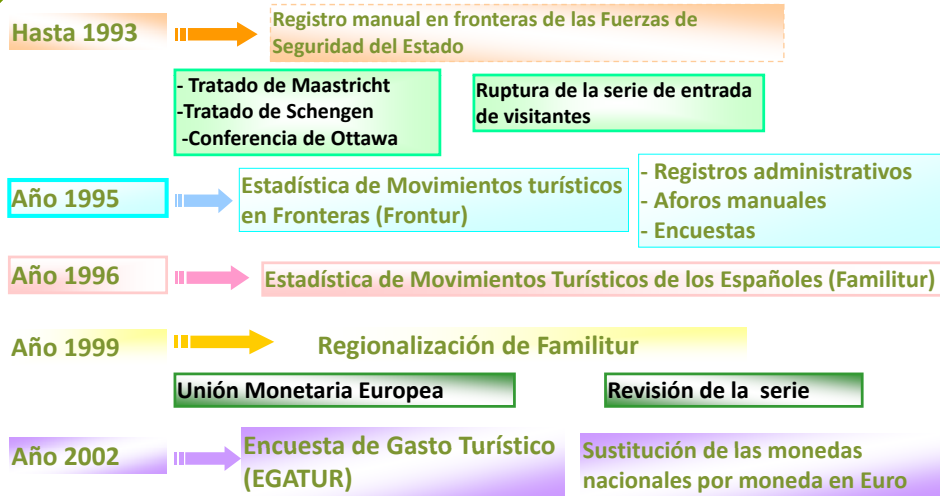 Hasta 1993
Registro manual en fronteras de las Fuerzas de
Seguridad del Estado
- Tratado de Maastricht
-Tratado de Schengen
-Conferencia de Ottawa
Ruptura de la serie de entrada
de visitantes
Año 1995
Estadística de Movimientos turísticos
en Fronteras (Frontur)
- Registros administrativos
- Aforos manuales
- Encuestas
Año 1996
Estadística de Movimientos Turísticos de los Españoles (Familitur)
Año 1999
Regionalización de Familitur
Unión Monetaria Europea
Revisión de la serie
Año 2002
Encuesta de Gasto Turístico
(EGATUR)
Sustitución de las monedas
nacionales por moneda en Euro